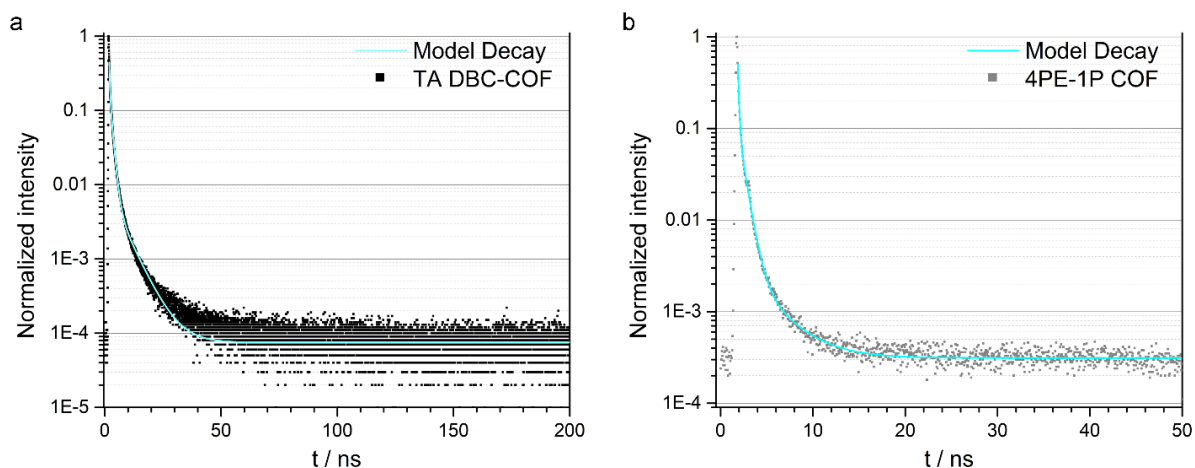 a
1
0.1
0.01
1E-3
1E-4
1E-5
0
50
100
150
200
Normalized intensity
t / ns
Model Decay
TA DBC-COF
b
1
0.1
0.01
1E-3
1E-4
0
10
20
30
40
50
Normalized intensity
t / ns
Model Decay
4PE-1P COF